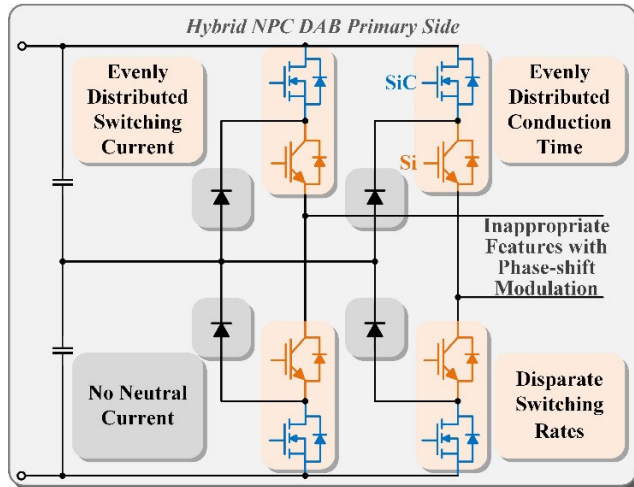 Hybrid NPC DAB Primary Side
Evenly
Distributed
Switching
Current
SiC
Si
Evenly
Distributed
Conduction
Time
Inappropriate
Features with
Phase-shift
Modulation
No Neutral
Current
Disparate
Switching
Rates